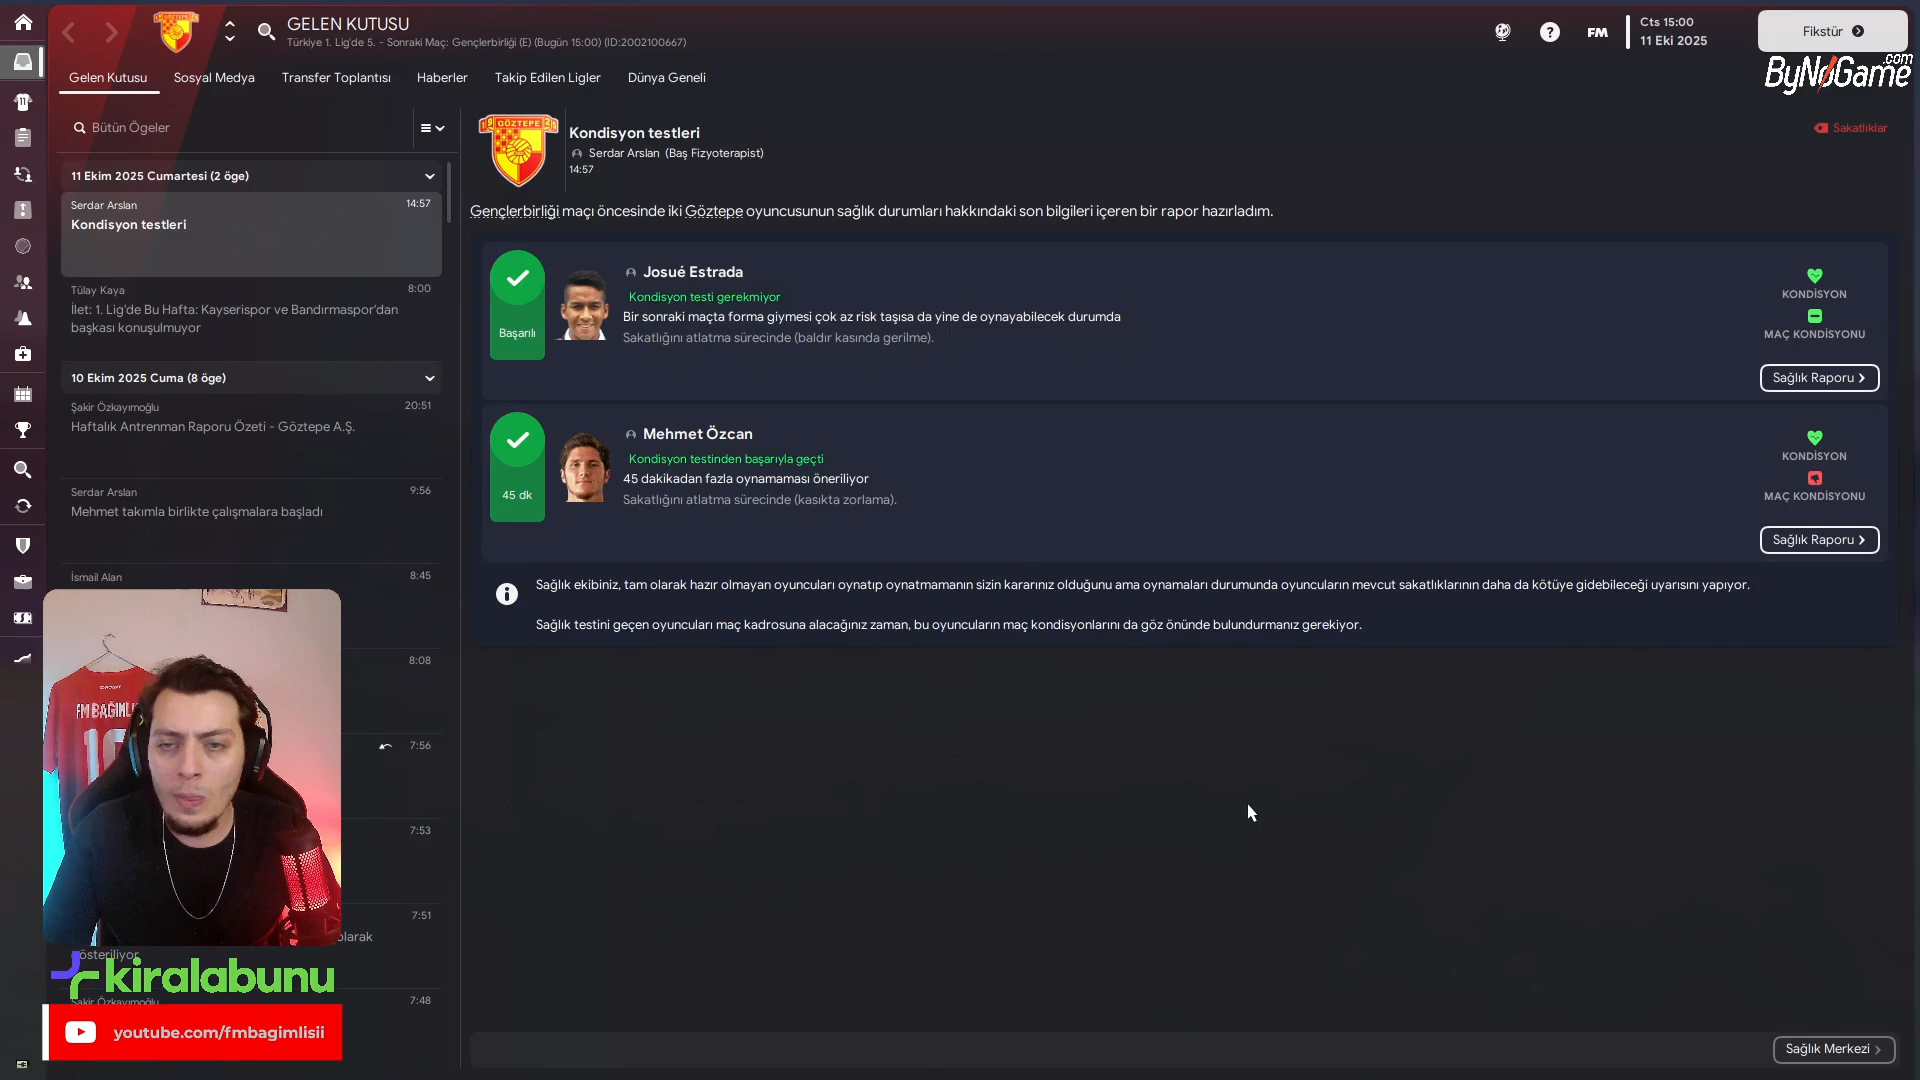 GELEN KUTUSU
Türkiye 1. Lig'de 5. - Sonraki Maç: Gençlerbirliği (E) (Bugün 15:00) (ID:2002100667)
FM
Cts 15:00
11 Eki 2025
Fikstür
ByNoGame.com
Gelen Kutusu
Sosyal Medya
Transfer Toplantısı
Haberler
Takip Edilen Ligler
Dünya Geneli
Bütün Ögeler
11 Ekim 2025 Cumartesi (2 öge)
Serdar Arslan 14:57
Kondisyon testleri
Tülay Kaya 8:00
İlet: 1. Lig'de Bu Hafta: Kayserispor ve Bandırmaspor'dan
başkası konuşulmuyor
10 Ekim 2025 Cuma (8 öge)
Şakir Özkayımoğlu 20:51
Haftalık Antrenman Raporu Özeti - Göztepe A.Ş.
Serdar Arslan 9:56
Mehmet takımla birlikte çalışmalara başladı
İsmail Alan 8:45
8:08
7:56
7:53
7:51
olarak
gösteriliyor
Şakir Özkayımoğlu 7:48
FM BAĞIML
10
kiralabunu
youtube.com/fmbagimlisii
GÖZTEPE
Kondisyon testleri
Serdar Arslan (Baş Fizyoterapist)
14:57
Sakatlıklar
Gençlerbirliği maçı öncesinde iki Göztepe oyuncusunun sağlık durumları hakkındaki son bilgileri içeren bir rapor hazırladım.
Başarılı
Josué Estrada
Kondisyon testi gerekmiyor
Bir sonraki maçta forma giymesi çok az risk taşısa da yine de oynayabilecek durumda
Sakatlığını atlatma sürecinde (baldır kasında gerilme).
KONDİSYON
MAÇ KONDİSYONU
Sağlık Raporu
45 dk
Mehmet Özcan
Kondisyon testinden başarıyla geçti
45 dakikadan fazla oynamaması öneriliyor
Sakatlığını atlatma sürecinde (kasıkta zorlama).
KONDİSYON
MAÇ KONDİSYONU
Sağlık Raporu
Sağlık ekibiniz, tam olarak hazır olmayan oyuncuları oynatıp oynatmamanın sizin kararınız olduğunu ama oynamaları durumunda oyuncuların mevcut sakatlıklarının daha da kötüye gidebileceği uyarısını yapıyor.
Sağlık testini geçen oyuncuları maç kadrosuna alacağınız zaman, bu oyuncuların maç kondisyonlarını da göz önünde bulundurmanız gerekiyor.
Sağlık Merkezi